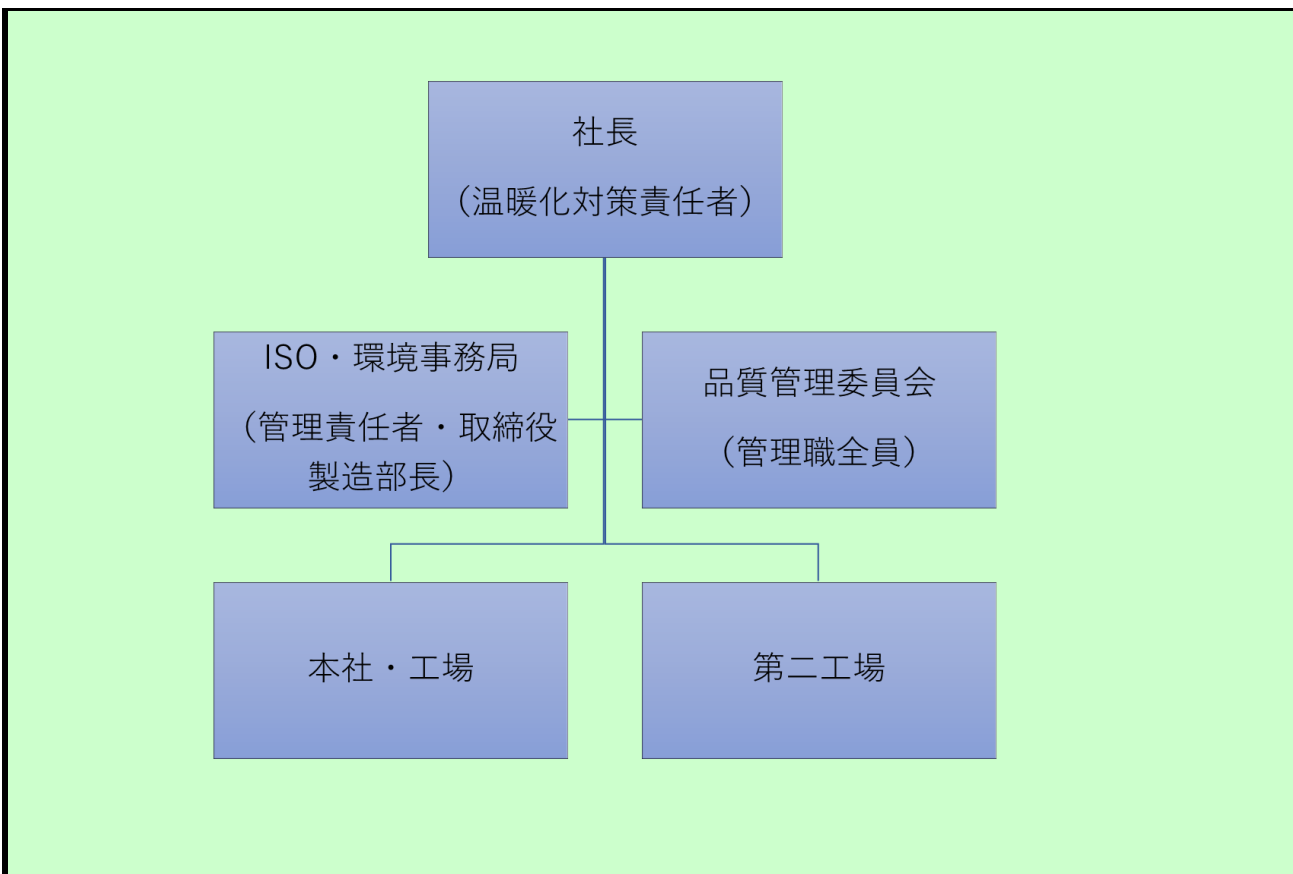 社長
（温暖化対策責任者）
ISO・環境事務局
（管理責任者・取締役
製造部長）
品質管理委員会
（管理職全員）
本社・工場
第二工場